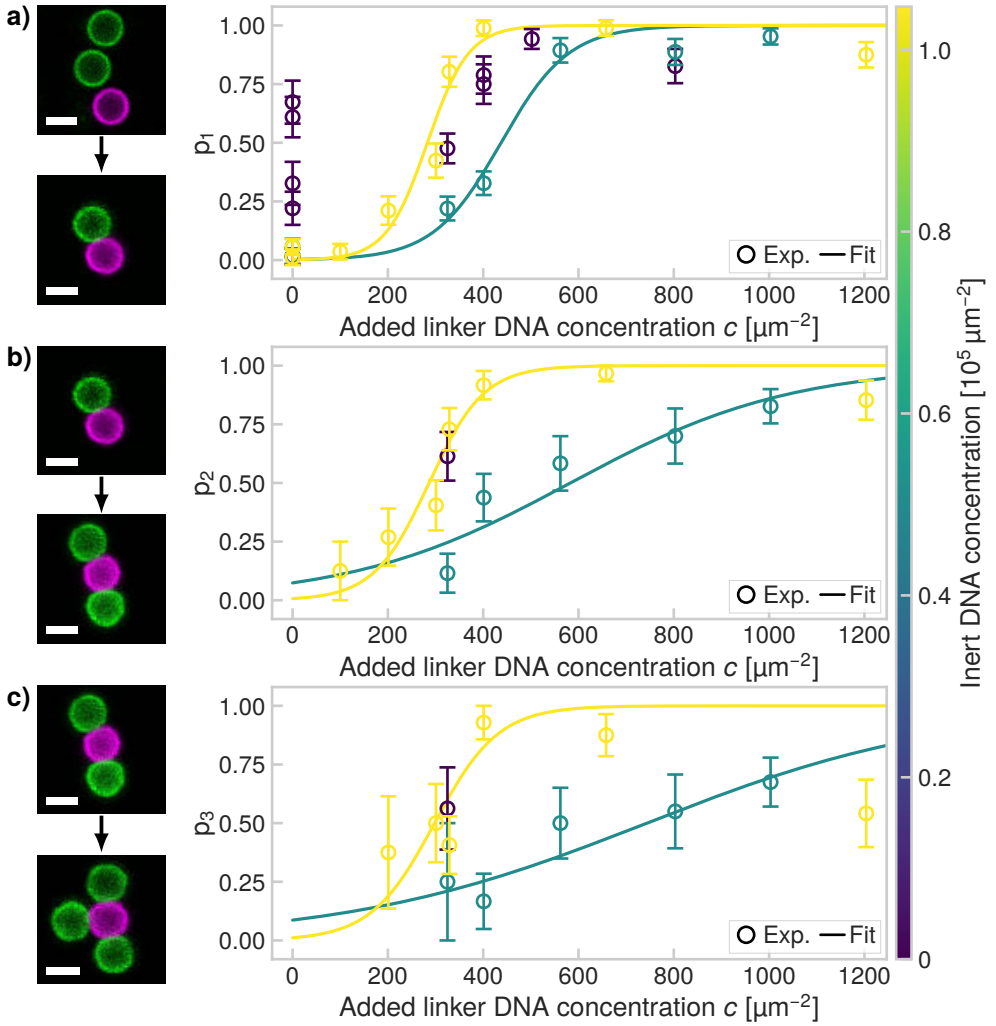 a)
1.00
0.75
0.50
0.25
0.00
p₁
0 200 400 600 800 1000 1200
Added linker DNA concentration c [µm⁻²]
Exp. Fit
b)
1.00
0.75
0.50
0.25
0.00
p₂
0 200 400 600 800 1000 1200
Added linker DNA concentration c [µm⁻²]
Exp. Fit
c)
1.00
0.75
0.50
0.25
0.00
p₃
0 200 400 600 800 1000 1200
Added linker DNA concentration c [µm⁻²]
Exp. Fit
1.0
0.8
0.6
0.4
0.2
0
Inert DNA concentration [10⁵ µm⁻²]